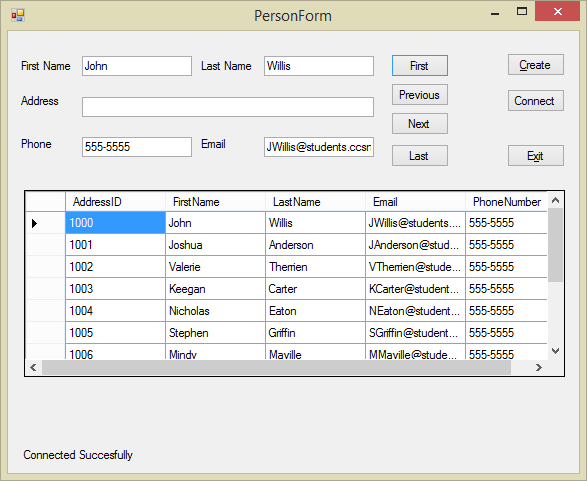 PersonForm
First Name John Last Name Willis First Create
Address Previous Connect
Next
Phone 555-5555 Email JWillis@students.ccsn Last Exit
AddressID FirstName LastName Email PhoneNumber
1000 John Willis JWillis@students.... 555-5555
1001 Joshua Anderson JAnderson@stud... 555-5555
1002 Valerie Therrien VTherrien@stude... 555-5555
1003 Keegan Carter KCarter@student... 555-5555
1004 Nicholas Eaton NEaton@student... 555-5555
1005 Stephen Griffin SGriffin@student... 555-5555
1006 Mindy Maville MMaville@stude... 555-5555
Connected Succesfully